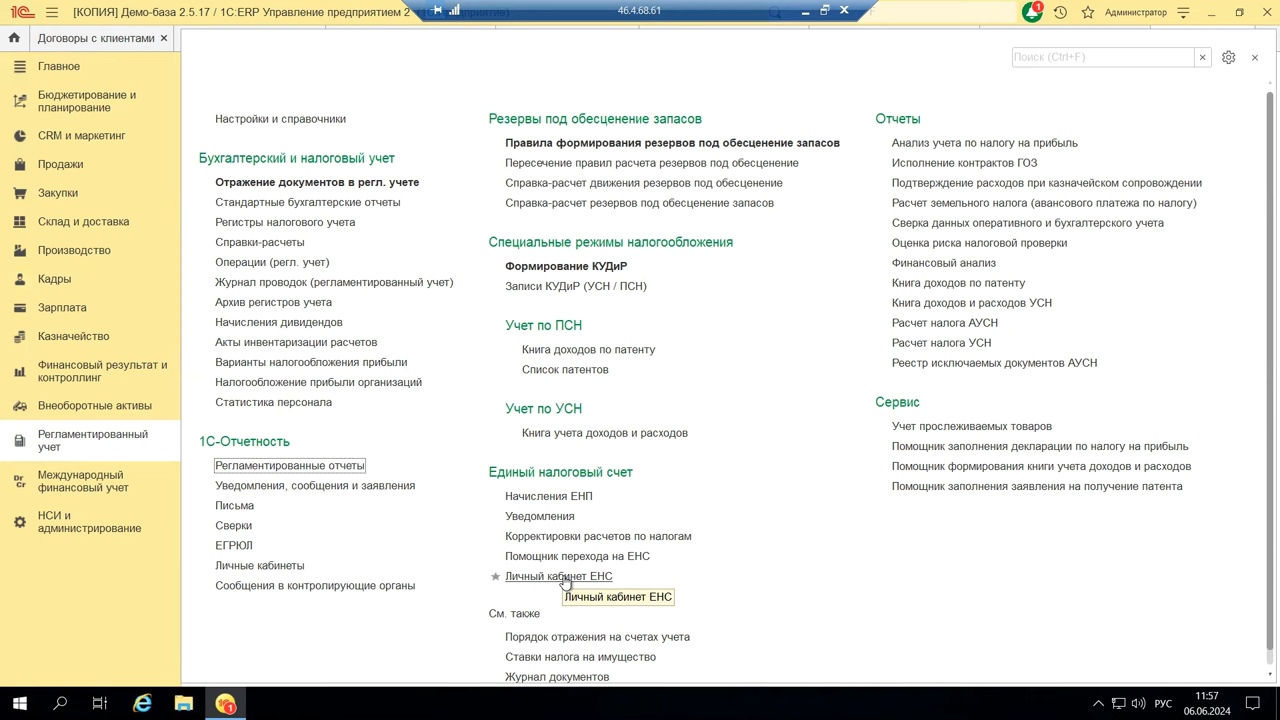 [КОПИЯ] Демо-база 2.5.17 / 1С:ERP Управление предприятием 2
46.4.68.61
1
Администратор
Договоры с клиентами
Поиск (Ctrl+F)
Главное
Бюджетирование и
планирование
CRM и маркетинг
Продажи
Закупки
Склад и доставка
Производство
Кадры
Зарплата
Казначейство
Финансовый результат и
контроллинг
Внеоборотные активы
Регламентированный
учет
Международный
финансовый учет
НСИ и
администрирование
Настройки и справочники
Бухгалтерский и налоговый учет
Отражение документов в регл. учете
Стандартные бухгалтерские отчеты
Регистры налогового учета
Справки-расчеты
Операции (регл. учет)
Журнал проводок (регламентированный учет)
Архив регистров учета
Начисления дивидендов
Акты инвентаризации расчетов
Варианты налогообложения прибыли
Налогообложение прибыли организаций
Статистика персонала
1С-Отчетность
Регламентированные отчеты
Уведомления, сообщения и заявления
Письма
Сверки
ЕГРЮЛ
Личные кабинеты
Сообщения в контролирующие органы
Резервы под обесценение запасов
Правила формирования резервов под обесценение запасов
Пересечение правил расчета резервов под обесценение
Справка-расчет движения резервов под обесценение
Справка-расчет резервов под обесценение запасов
Специальные режимы налогообложения
Формирование КУДиР
Записи КУДиР (УСН / ПСН)
Учет по ПСН
Книга доходов по патенту
Список патентов
Учет по УСН
Книга учета доходов и расходов
Единый налоговый счет
Начисления ЕНП
Уведомления
Корректировки расчетов по налогам
Помощник перехода на ЕНС
Личный кабинет ЕНС
Личный кабинет ЕНС
См. также
Порядок отражения на счетах учета
Ставки налога на имущество
Журнал документов
Отчеты
Анализ учета по налогу на прибыль
Исполнение контрактов ГОЗ
Подтверждение расходов при казначейском сопровождении
Расчет земельного налога (авансового платежа по налогу)
Сверка данных оперативного и бухгалтерского учета
Оценка риска налоговой проверки
Финансовый анализ
Книга доходов по патенту
Книга доходов и расходов УСН
Расчет налога АУСН
Расчет налога УСН
Реестр исключаемых документов АУСН
Сервис
Учет прослеживаемых товаров
Помощник заполнения декларации по налогу на прибыль
Помощник формирования книги учета доходов и расходов
Помощник заполнения заявления на получение патента
РУС
11:57
06.06.2024